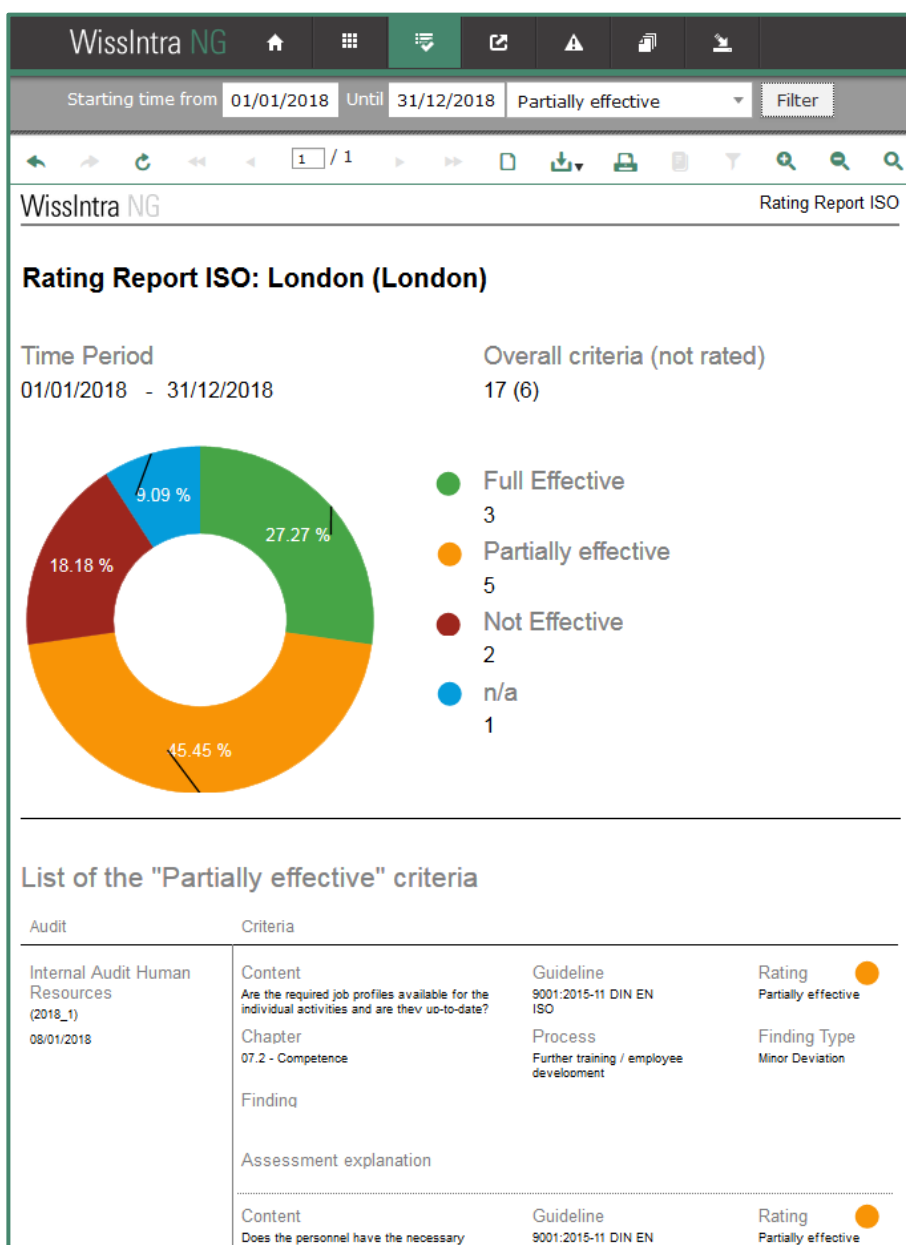 WissIntra NG
Starting time from 01/01/2018 Until 31/12/2018 Partially effective Filter
1 / 1
WissIntra NG Rating Report ISO
Rating Report ISO: London (London)
Time Period Overall criteria (not rated)
01/01/2018 - 31/12/2018 17 (6)
9.09 %
27.27 %
18.18 %
45.45 %
Full Effective
3
Partially effective
5
Not Effective
2
n/a
1
List of the "Partially effective" criteria
Audit Criteria
Internal Audit Human
Resources
(2018_1)
08/01/2018
Content Guideline Rating
Are the required job profiles available for the 9001:2015-11 DIN EN Partially effective
individual activities and are they up-to-date? ISO
Chapter Process Finding Type
07.2 - Competence Further training / employee Minor Deviation
development
Finding
Assessment explanation
Content Guideline Rating
Does the personnel have the necessary 9001:2015-11 DIN EN Partially effective